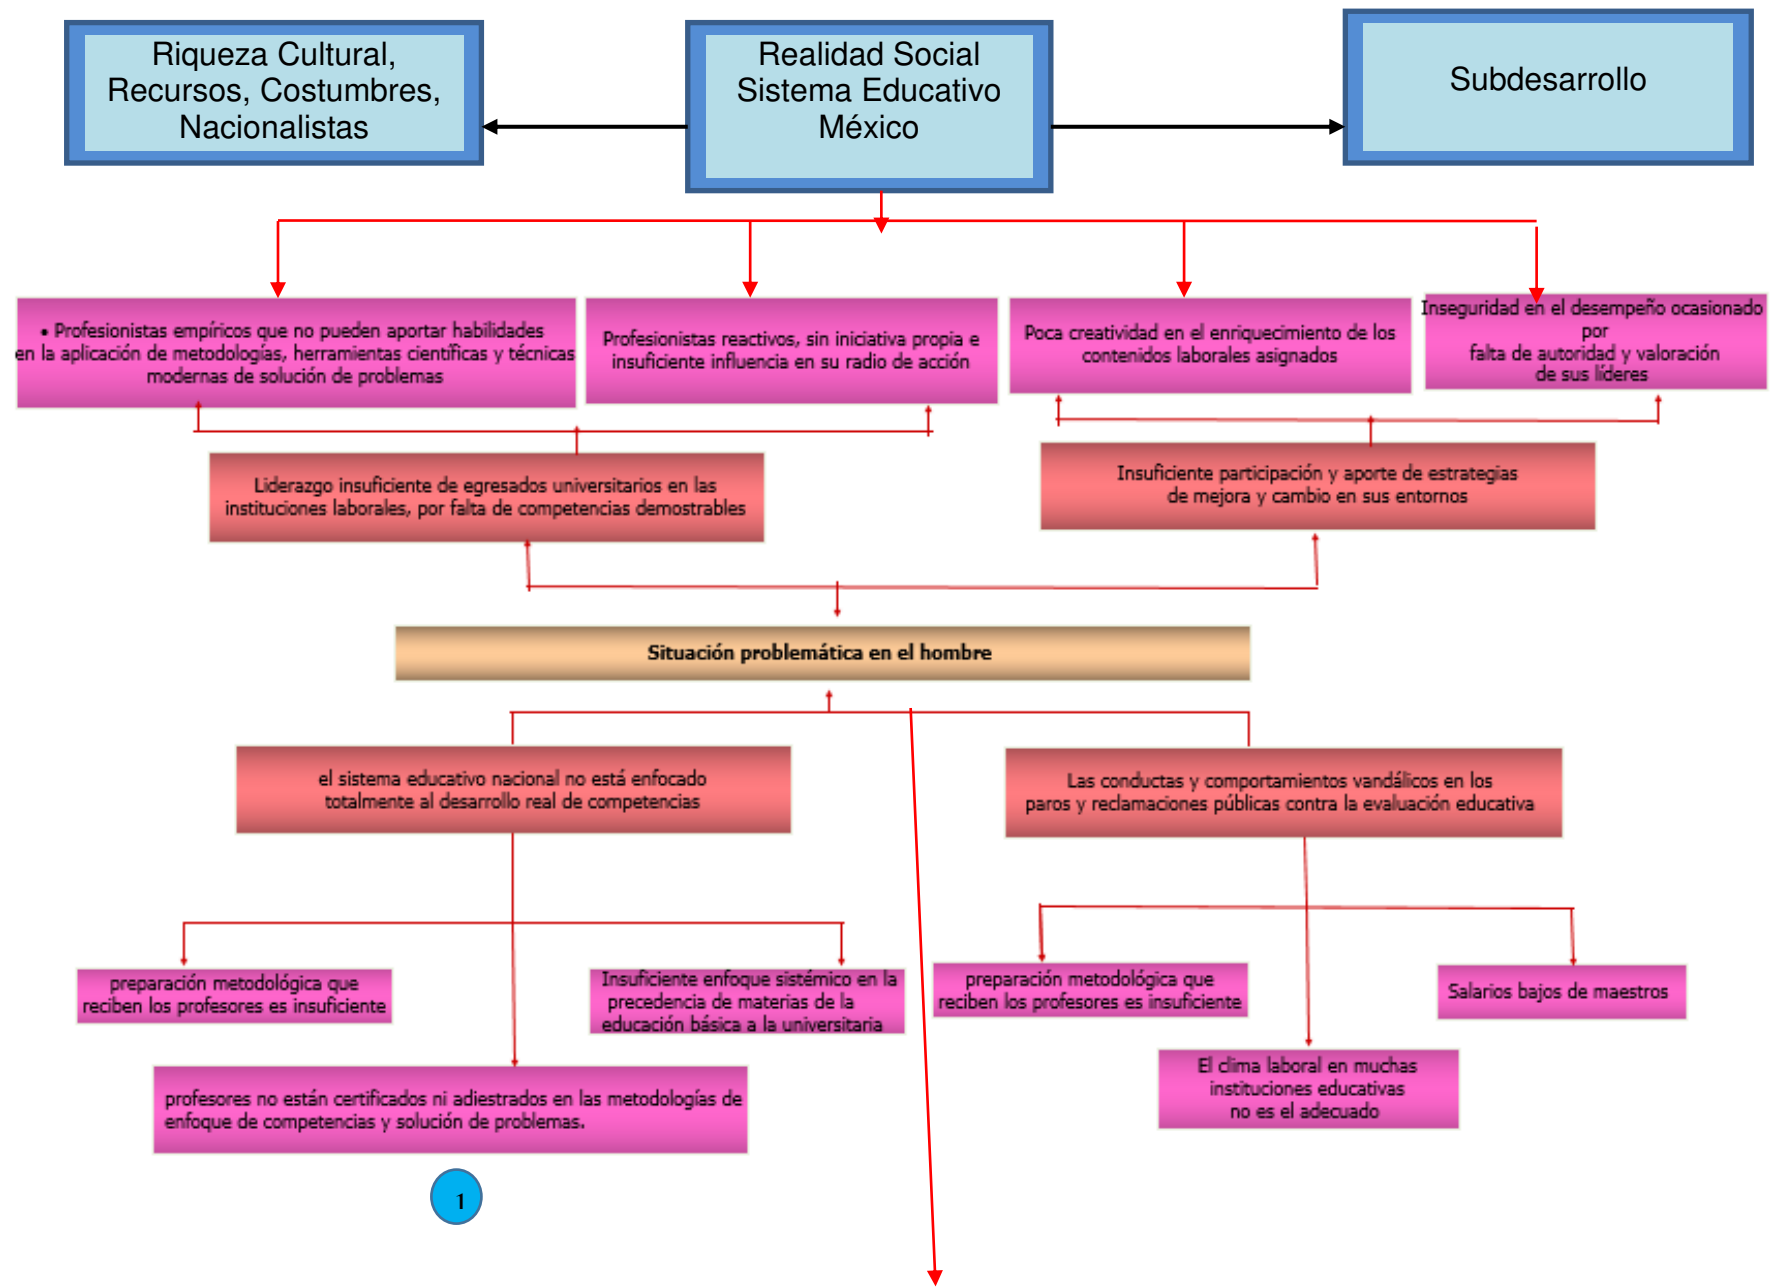 Riqueza Cultural,
Recursos, Costumbres,
Nacionalistas
Realidad Social
Sistema Educativo
México
Subdesarrollo
• Profesionistas empíricos que no pueden aportar habilidades
en la aplicación de metodologías, herramientas científicas y técnicas
modernas de solución de problemas
Profesionistas reactivos, sin iniciativa propia e
insuficiente influencia en su radio de acción
Poca creatividad en el enriquecimiento de los
contenidos laborales asignados
Inseguridad en el desempeño ocasionado
por
falta de autoridad y valoración
de sus líderes
Liderazgo insuficiente de egresados universitarios en las
instituciones laborales, por falta de competencias demostrables
Insuficiente participación y aporte de estrategias
de mejora y cambio en sus entornos
Situación problemática en el hombre
el sistema educativo nacional no está enfocado
totalmente al desarrollo real de competencias
Las conductas y comportamientos vandálicos en los
paros y reclamaciones públicas contra la evaluación educativa
preparación metodológica que
reciben los profesores es insuficiente
Insuficiente enfoque sistémico en la
precedencia de materias de la
educación básica a la universitaria
preparación metodológica que
reciben los profesores es insuficiente
Salarios bajos de maestros
profesores no están certificados ni adiestrados en las metodologías de
enfoque de competencias y solución de problemas.
El clima laboral en muchas
instituciones educativas
no es el adecuado
1